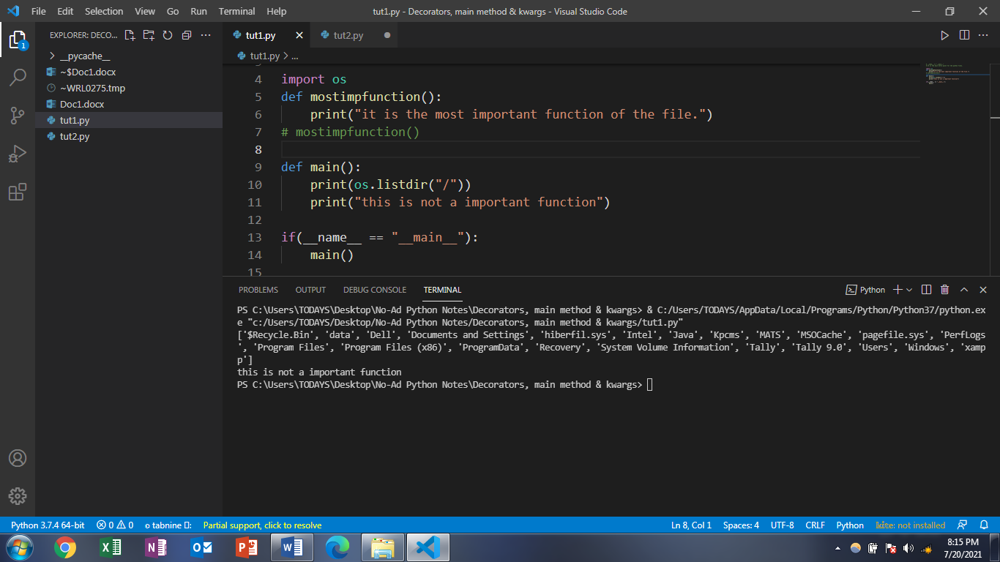 File Edit Selection View Go Run Terminal Help
tut1.py - Decorators, main method & kwargs - Visual Studio Code
EXPLORER: DECO...
1
__pycache__
~$Doc1.docx
~WRL0275.tmp
Doc1.docx
tut1.py
tut2.py
tut1.py
tut2.py
tut1.py > ...
4 import os
5 def mostimpfunction():
6     print("it is the most important function of the file.")
7 # mostimpfunction()
8
9 def main():
10     print(os.listdir("/"))
11     print("this is not a important function")
12
13 if(__name__ == "__main__"):
14     main()
15
PROBLEMS OUTPUT DEBUG CONSOLE TERMINAL
Python
PS C:\Users\TODAYS\Desktop\No-Ad Python Notes\Decorators, main method & kwargs> & C:/Users/TODAYS/AppData/Local/Programs/Python/Python37/python.ex
e "c:/Users/TODAYS/Desktop/No-Ad Python Notes/Decorators, main method & kwargs/tut1.py"
['$Recycle.Bin', 'data', 'Dell', 'Documents and Settings', 'hiberfil.sys', 'Intel', 'Java', 'Kpcms', 'MATS', 'MSOCache', 'pagefile.sys', 'PerfLogs
', 'Program Files', 'Program Files (x86)', 'ProgramData', 'Recovery', 'System Volume Information', 'Tally', 'Tally 9.0', 'Users', 'Windows', 'xamp
p']
this is not a important function
PS C:\Users\TODAYS\Desktop\No-Ad Python Notes\Decorators, main method & kwargs>
Python 3.7.4 64-bit 0 0 tabnine Partial support, click to resolve
Ln 8, Col 1 Spaces: 4 UTF-8 CRLF Python kite: not installed
8:15 PM
7/20/2021